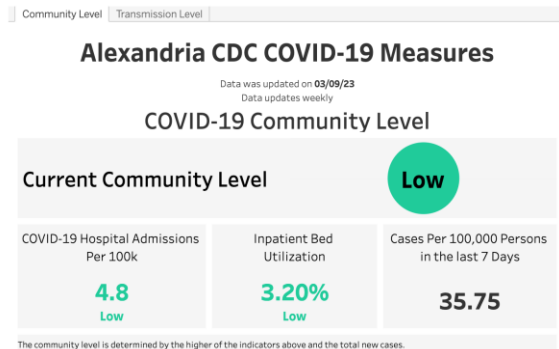 Community Level Transmission Level
Alexandria CDC COVID-19 Measures
Data was updated on 03/09/23
Data updates weekly
COVID-19 Community Level
Current Community Level Low
COVID-19 Hospital Admissions
Per 100k
4.8
Low
Inpatient Bed
Utilization
3.20%
Low
Cases Per 100,000 Persons
in the last 7 Days
35.75
The community level is determined by the higher of the indicators above and the total new cases.